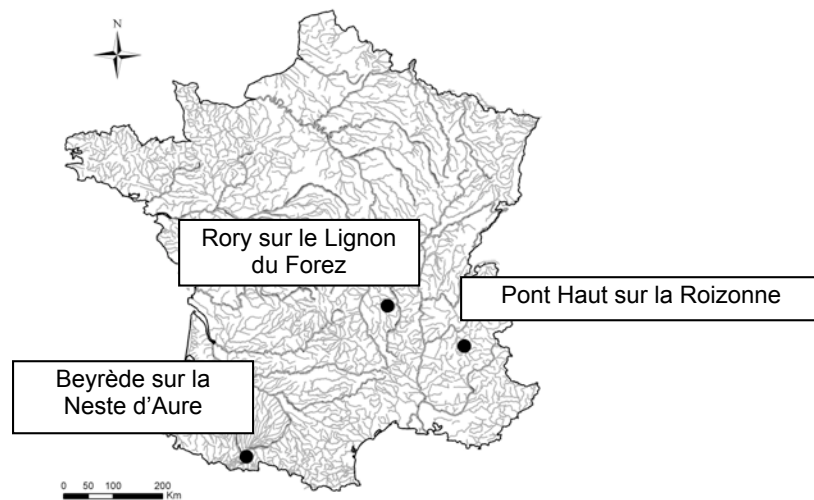 N
Rory sur le Lignon
du Forez
Pont Haut sur la Roizonne
Beyrède sur la
Neste d'Aure
0 50 100 200
Km